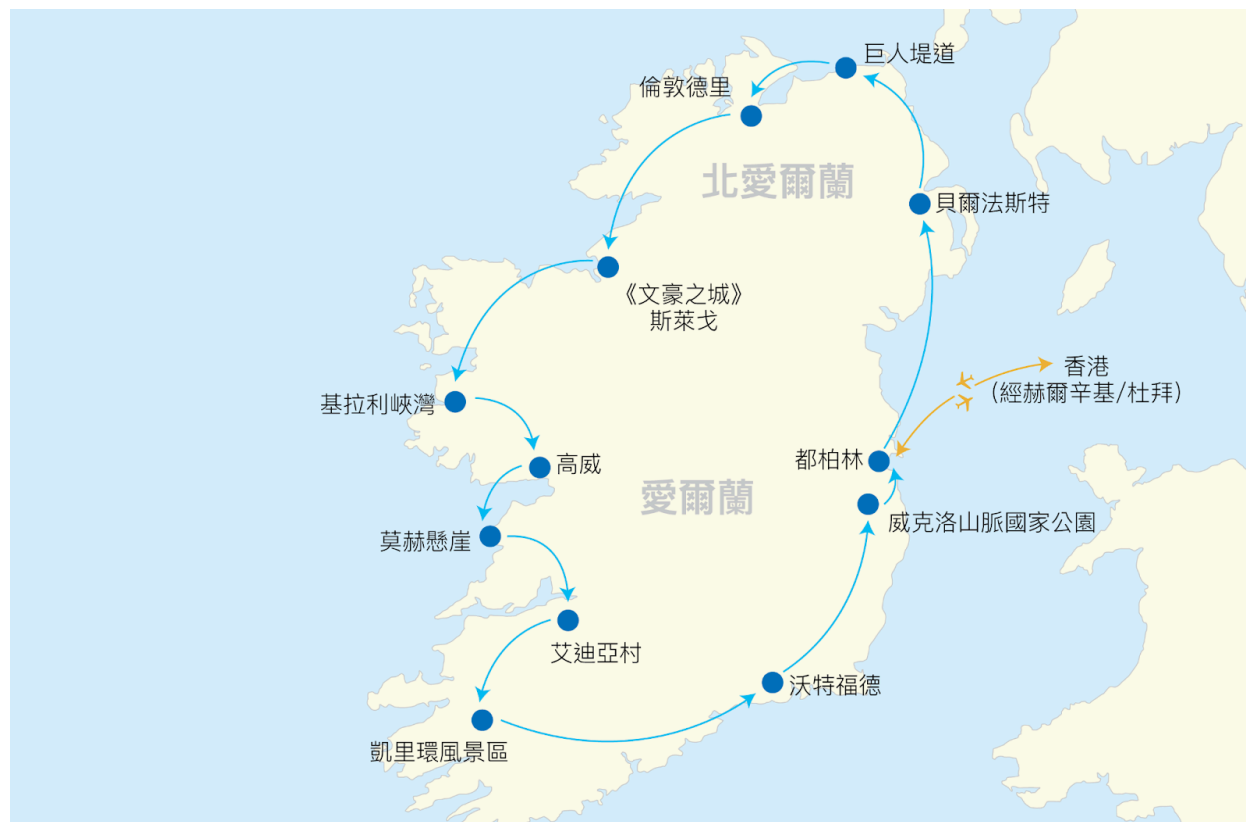 巨人堤道
倫敦德里
北愛爾蘭
貝爾法斯特
《文豪之城》
斯萊戈
香港
(經赫爾辛基/杜拜)
基拉利峽灣
高威
都柏林
愛爾蘭
威克洛山脈國家公園
莫赫懸崖
艾迪亞村
沃特福德
凱里環風景區